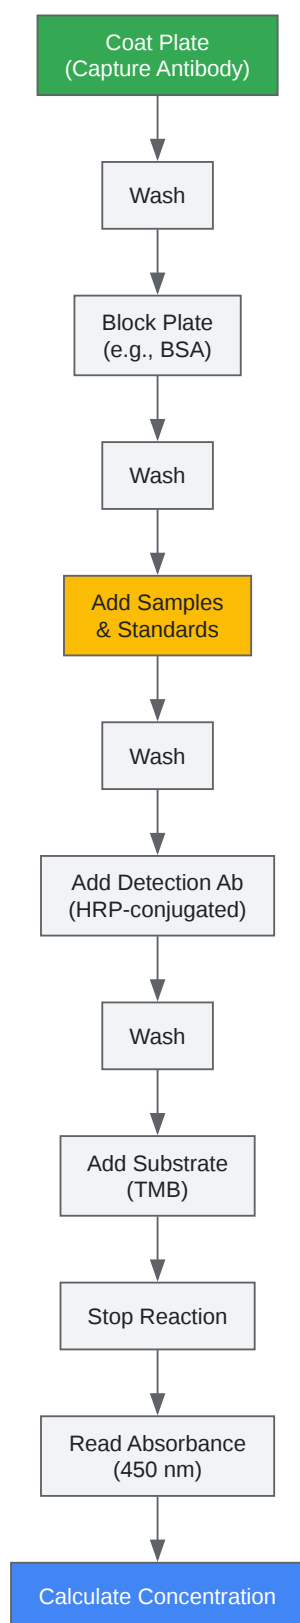 Coat Plate
(Capture Antibody)
Wash
Block Plate
(e.g., BSA)
Wash
Add Samples
& Standards
Wash
Add Detection Ab
(HRP-conjugated)
Wash
Add Substrate
(TMB)
Stop Reaction
Read Absorbance
(450 nm)
Calculate Concentration